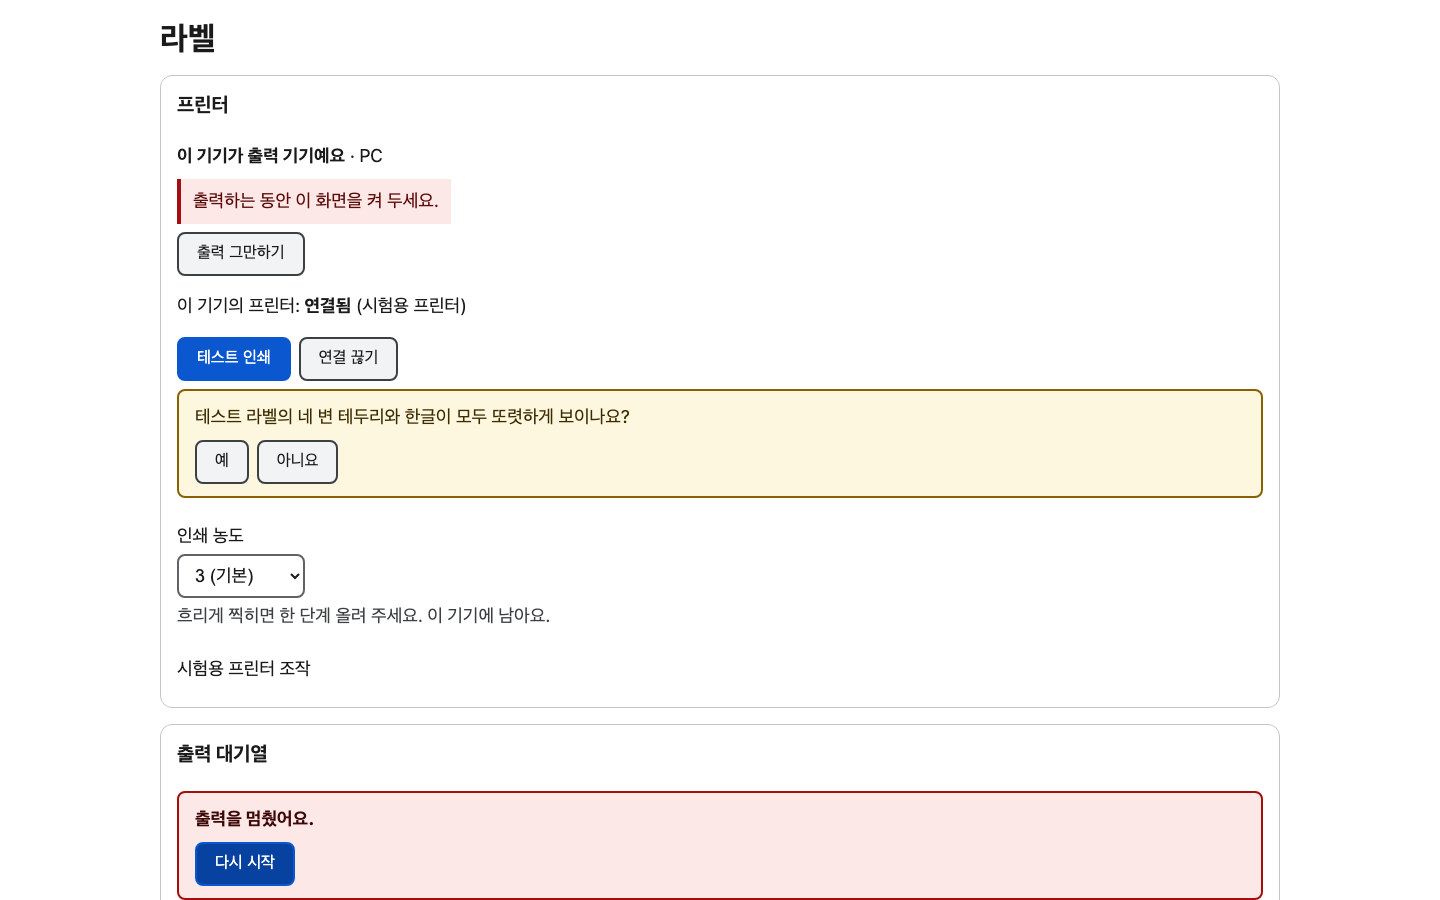 라벨
프린터
이 기기가 출력 기기예요 · PC
출력하는 동안 이 화면을 켜 두세요.
출력 그만하기
이 기기의 프린터: 연결됨 (시험용 프린터)
테스트 인쇄 연결 끊기
테스트 라벨의 네 변 테두리와 한글이 모두 또렷하게 보이나요?
예 아니요
인쇄 농도
3 (기본)
흐리게 찍히면 한 단계 올려 주세요. 이 기기에 남아요.
시험용 프린터 조작
출력 대기열
출력을 멈췄어요.
다시 시작